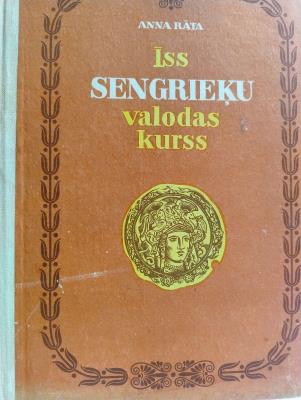 ANNA RĀTA
Īss
SENGRIEĶU
valodas
kurss